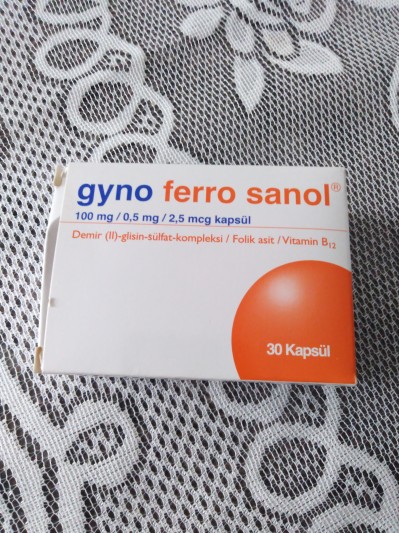 gyno ferro sanol®
100 mg / 0,5 mg / 2,5 mcg kapsül
Demir (II)-glisin-sülfat-kompleksi / Folik asit / Vitamin B12
30 Kapsül